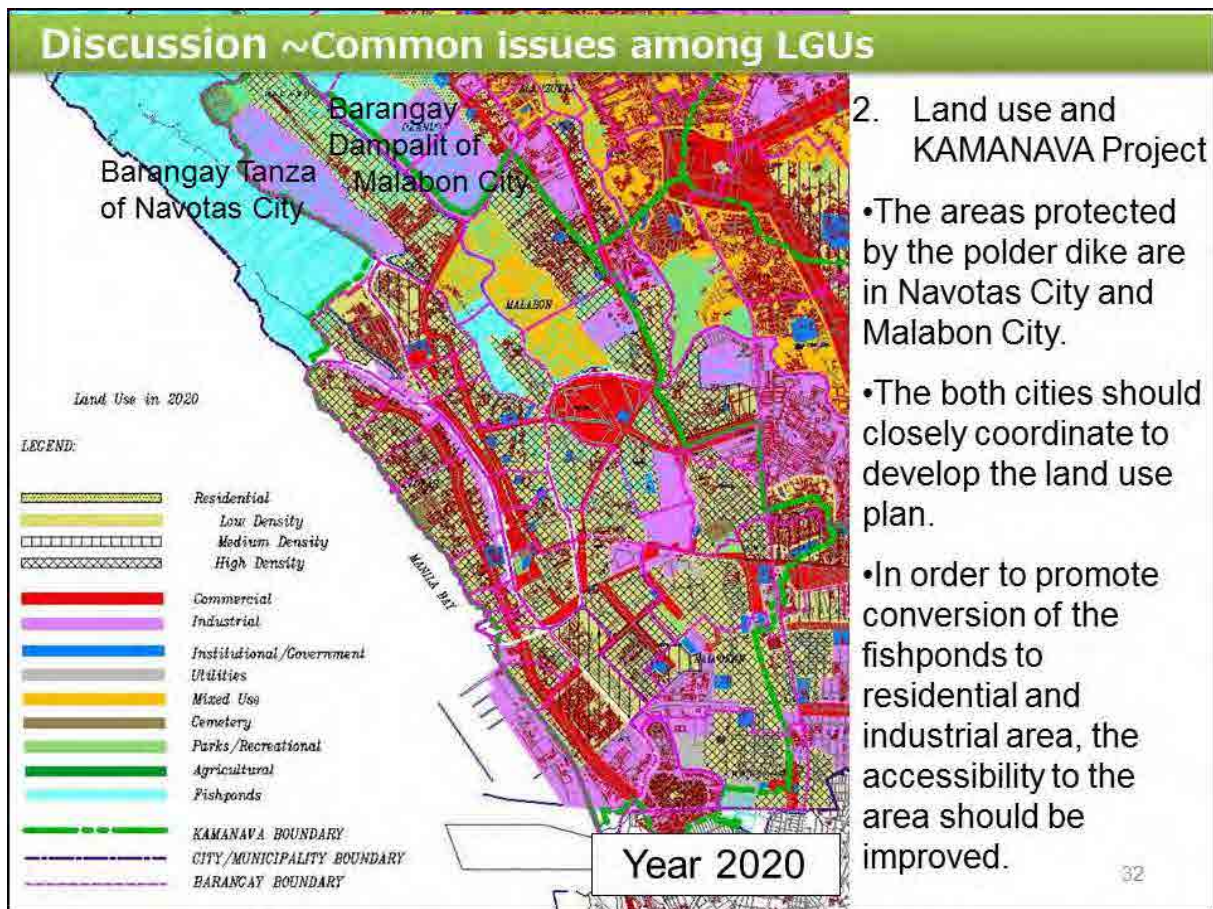 Discussion ~Common issues among LGUs
Barangay
Dampalit of
Malabon City
Barangay Tanza
of Navotas City
MALABON
MANILA BAY
Land Use in 2020
LEGEND:
Residential
Low Density
Medium Density
High Density
Commercial
Industrial
Institutional/Government
Utilities
Mixed Use
Cemetery
Parks/Recreational
Agricultural
Fishponds
KAMANAVA BOUNDARY
CITY/MUNICIPALITY BOUNDARY
BARANGAY BOUNDARY
Year 2020
2. Land use and
KAMANAVA Project
•The areas protected
by the polder dike are
in Navotas City and
Malabon City.
•The both cities should
closely coordinate to
develop the land use
plan.
•In order to promote
conversion of the
fishponds to
residential and
industrial area, the
accessibility to the
area should be
improved.
32